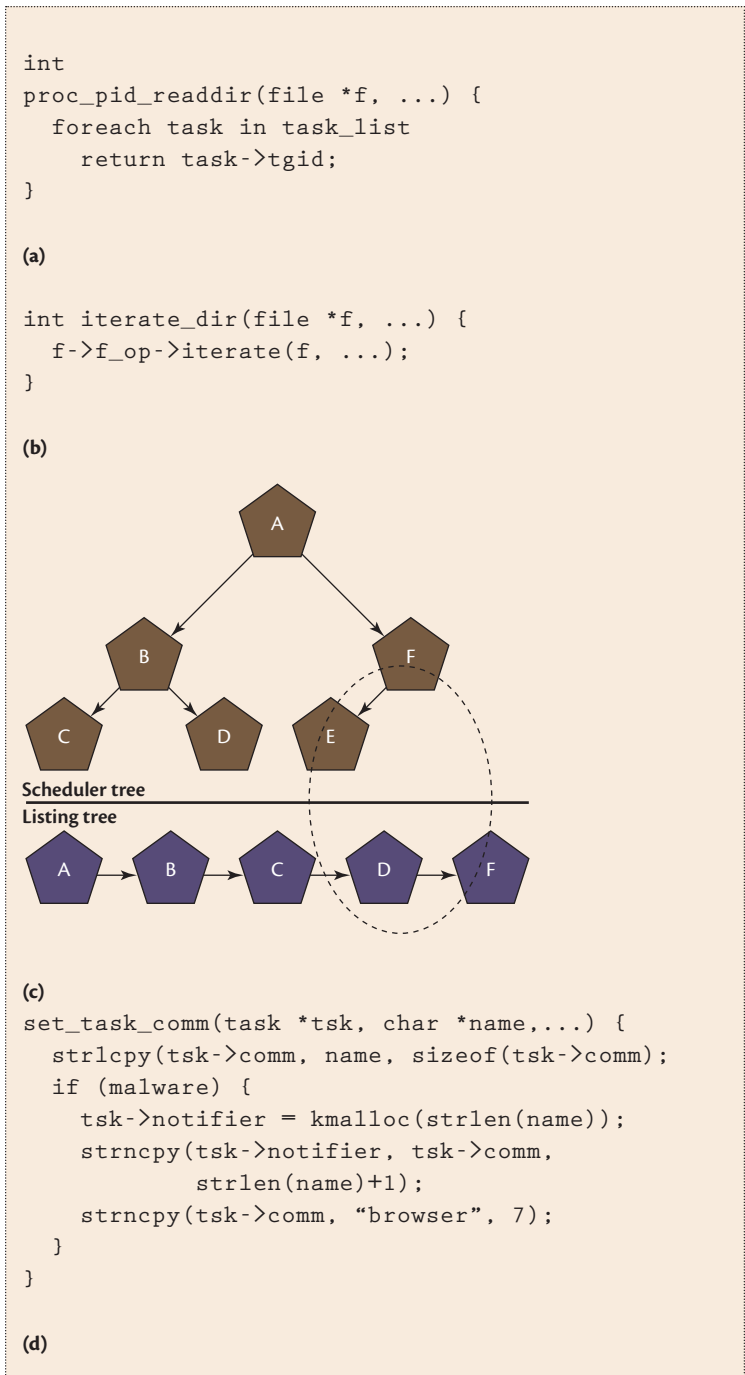 int
proc_pid_readdir(file *f, ...) {
  foreach task in task_list
    return task->tgid;
}
(a)
int iterate_dir(file *f, ...) {
  f->f_op->iterate(f, ...);
}
(b)
A
B
F
C
D
E
Scheduler tree
Listing tree
A
B
C
D
F
(c)
set_task_comm(task *tsk, char *name,...) {
  strlcpy(tsk->comm, name, sizeof(tsk->comm);
  if (malware) {
    tsk->notifier = kmalloc(strlen(name));
    strncpy(tsk->notifier, tsk->comm,
            strlen(name)+1);
    strncpy(tsk->comm, “browser”, 7);
  }
}
(d)